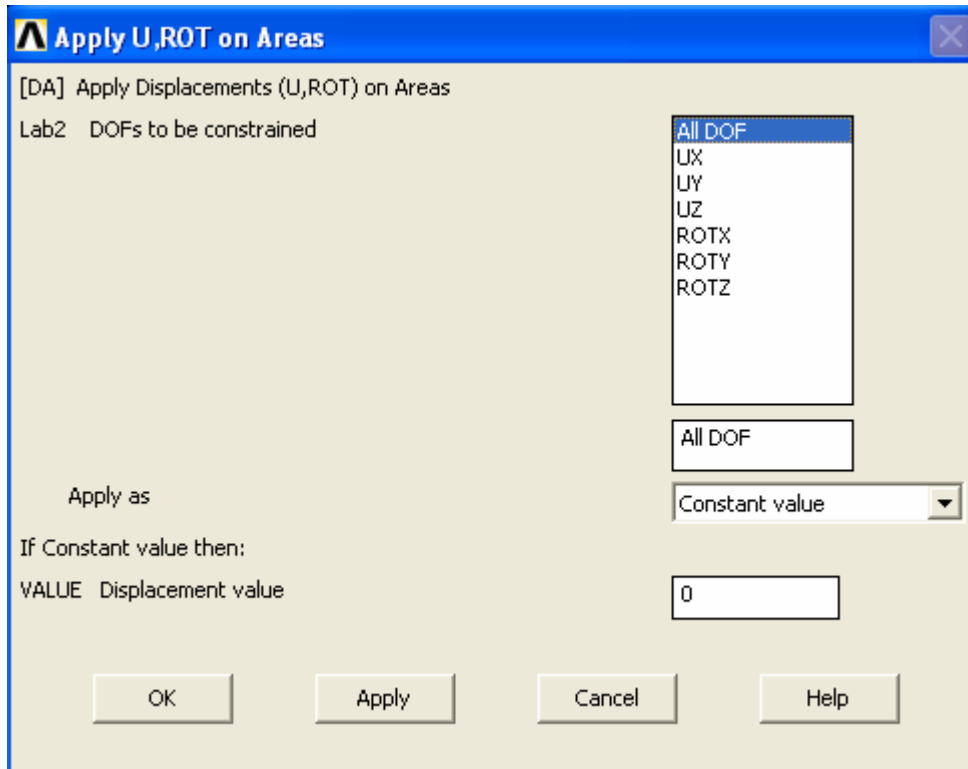 Apply U,ROT on Areas
[DA] Apply Displacements (U,ROT) on Areas
Lab2 DOFs to be constrained
All DOF
UX
UY
UZ
ROTX
ROTY
ROTZ
All DOF
Apply as
Constant value
If Constant value then:
VALUE Displacement value
0
OK
Apply
Cancel
Help